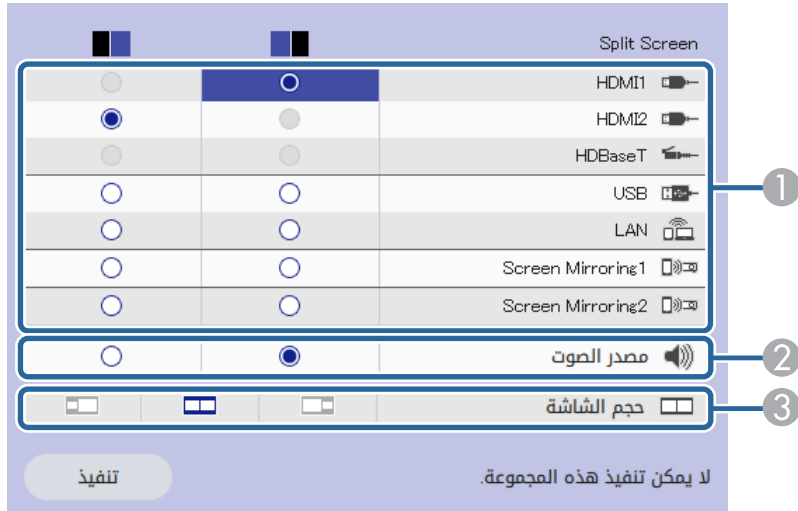 Split Screen
HDMI1
HDMI2
HDBaseT
USB
LAN
Screen Mirroring1
Screen Mirroring2
1
مصدر الصوت
2
حجم الشاشة
3
لا يمكن تنفيذ هذه المجموعة.
تنفيذ